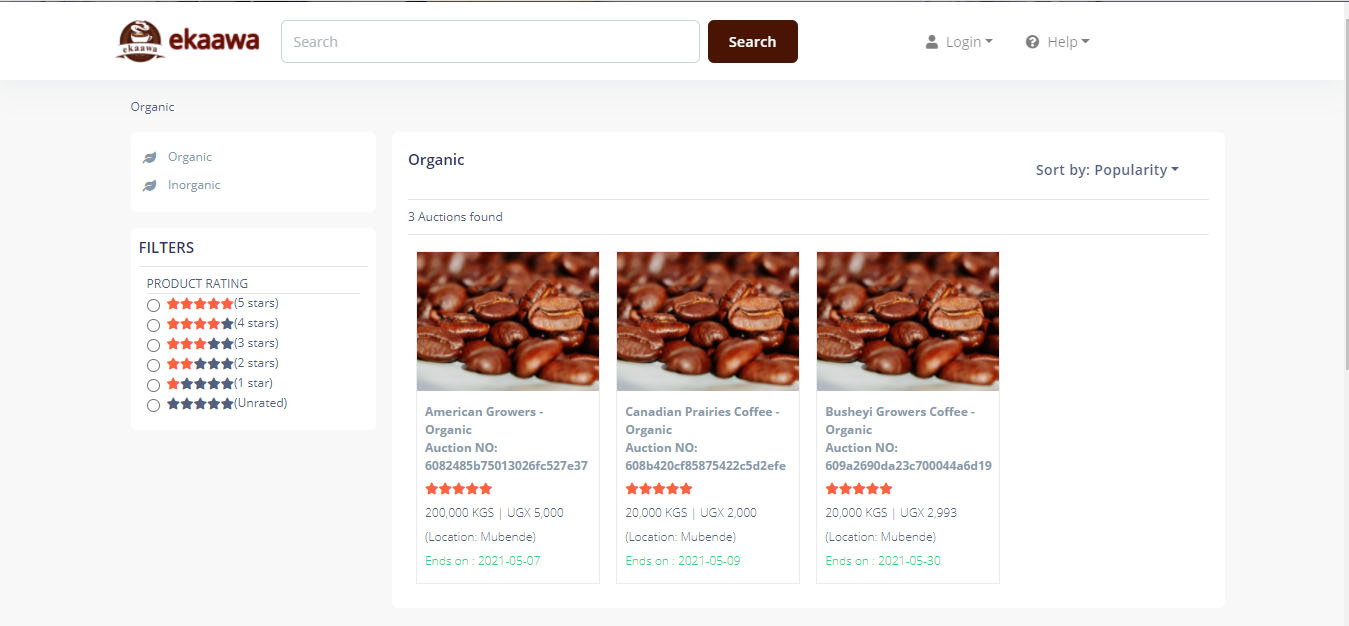 ekaawa
ekaawa
Search
Search
Login
Help
Organic
Organic
Inorganic
FILTERS
PRODUCT RATING
(5 stars)
(4 stars)
(3 stars)
(2 stars)
(1 star)
(Unrated)
Organic
Sort by: Popularity
3 Auctions found
American Growers -
Organic
Auction NO:
6082485b75013026fc527e37
200,000 KGS | UGX 5,000
(Location: Mubende)
Ends on : 2021-05-07
Canadian Prairies Coffee -
Organic
Auction NO:
608b420cf85875422c5d2efe
20,000 KGS | UGX 2,000
(Location: Mubende)
Ends on : 2021-05-09
Busheyi Growers Coffee -
Organic
Auction NO:
609a2690da23c700044a6d19
20,000 KGS | UGX 2,993
(Location: Mubende)
Ends on : 2021-05-30